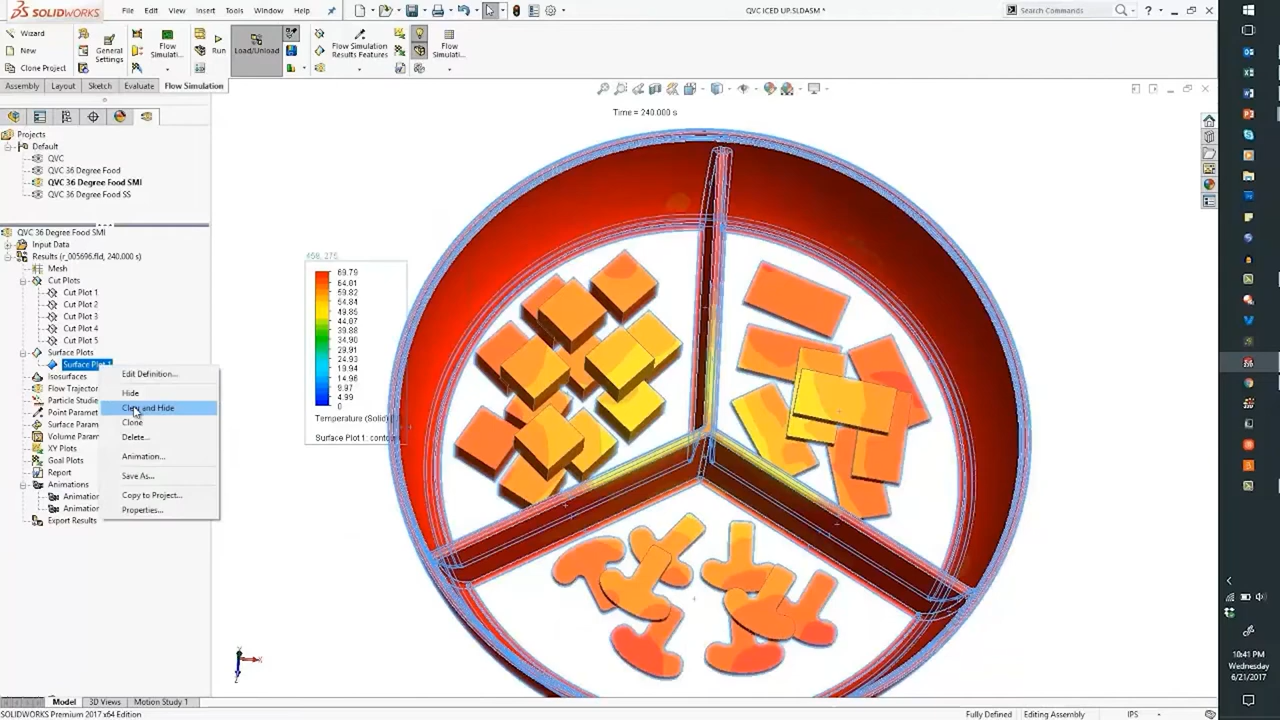 SOLIDWORKS
File Edit View Insert Tools Window Help
QVC ICED UP.SLDASM *
Search Commands
Wizard
New
Clone Project
General Settings
Flow Simulati...
Run
Load/Unload
Flow Simulation Results Features
Flow Simulati...
Assembly Layout Sketch Evaluate Flow Simulation
Projects
Default
QVC
QVC 36 Degree Food
QVC 36 Degree Food SMI
QVC 36 Degree Food SS
QVC 36 Degree Food SMI
Input Data
Results (r_005696.fld, 240.000 s)
Mesh
Cut Plots
Cut Plot 1
Cut Plot 2
Cut Plot 3
Cut Plot 4
Cut Plot 5
Surface Plots
Surface Plot 1
Isosurfaces
Flow Trajector
Particle Studie
Point Paramet
Surface Param
Volume Param
XY Plots
Goal Plots
Report
Animations
Animation
Animation
Export Results
Edit Definition...
Hide
Clear and Hide
Clone
Delete...
Animation...
Save As...
Copy to Project...
Properties...
Time = 240.000 s
69.79
64.01
59.82
54.84
44.87
39.88
29.91
24.93
19.94
14.96
9.97
4.99
0
Temperature (Solid)
Surface Plot 1: contou
Model 3D Views Motion Study 1
SOLIDWORKS Premium 2017 x64 Edition
Fully Defined Editing Assembly IPS
10:41 PM
Wednesday
6/21/2017